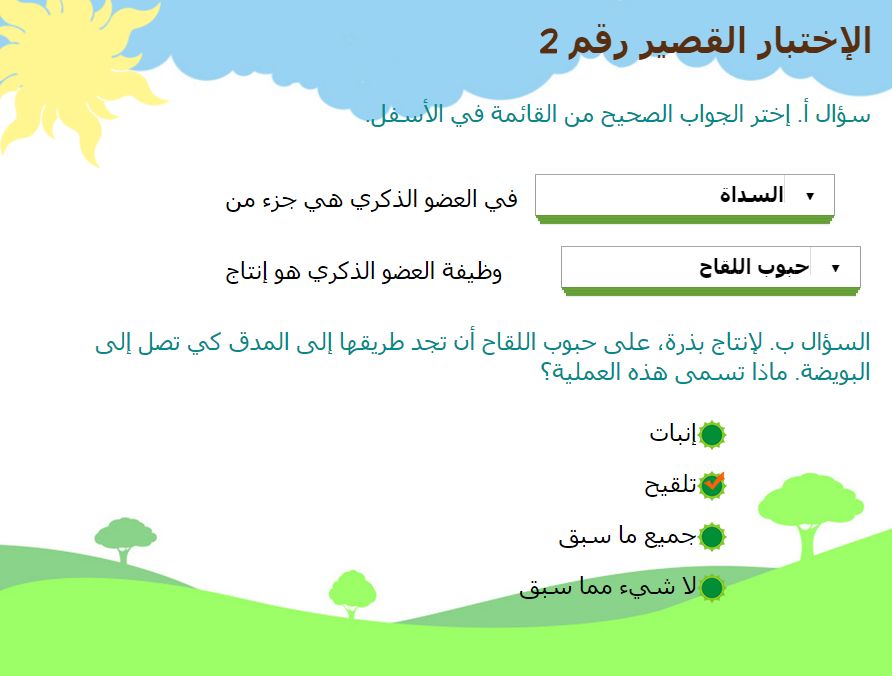 الإختبار القصير رقم 2
سؤال أ. إختر الجواب الصحيح من القائمة في الأسفل.
السداة
في العضو الذكري هي جزء من
حبوب اللقاح
وظيفة العضو الذكري هو إنتاج
السؤال ب. لإنتاج بذرة، على حبوب اللقاح أن تجد طريقها إلى المدق كي تصل إلى
البويضة. ماذا تسمى هذه العملية؟
إنبات
تلقيح
جميع ما سبق
لا شيء مما سبق